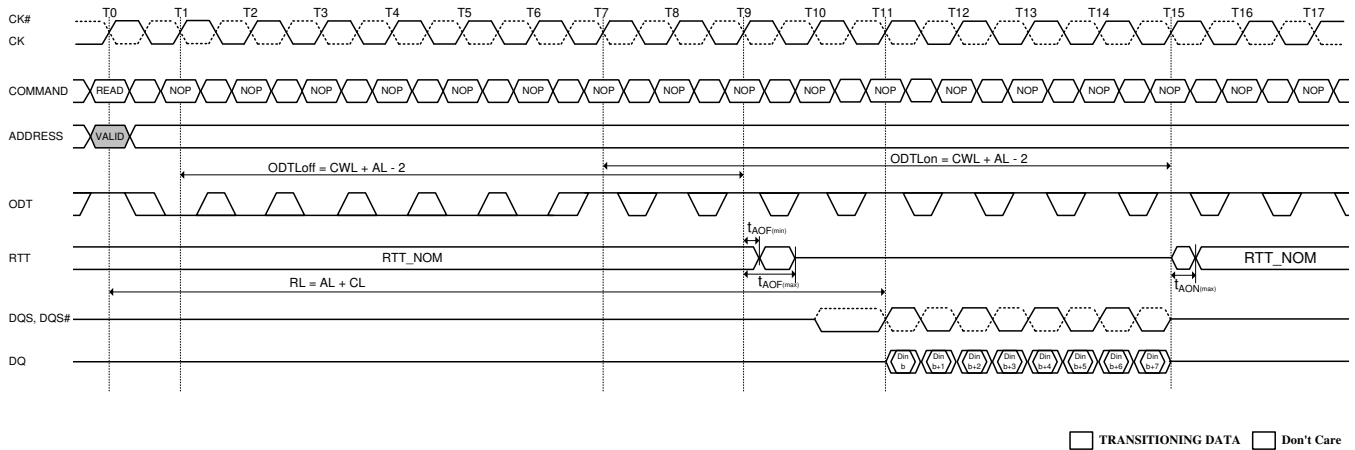 T0 T1 T2 T3 T4 T5 T6 T7 T8 T9 T10 T11 T12 T13 T14 T15 T16 T17
CK#
CK
COMMAND READ NOP NOP NOP NOP NOP NOP NOP NOP NOP NOP NOP NOP NOP NOP NOP NOP NOP
ADDRESS VALID
ODTLoff = CWL + AL - 2
ODTLon = CWL + AL - 2
ODT
tAOF(min)
RTT RTT_NOM RTT_NOM
tAOF(max)
tAON(max)
RL = AL + CL
DQS, DQS#
DQ Din b Din b+1 Din b+2 Din b+3 Din b+4 Din b+5 Din b+6 Din b+7
TRANSITIONING DATA Don't Care